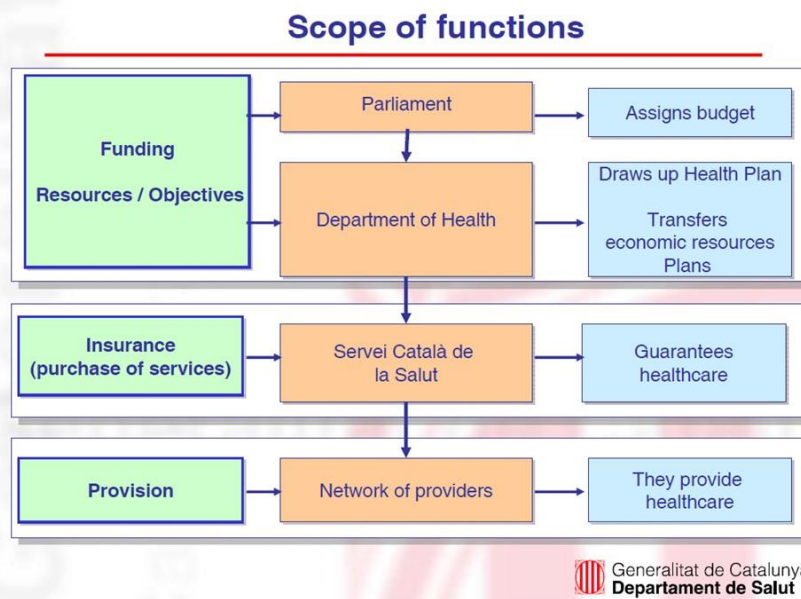 Scope of functions
Funding
Resources / Objectives
Parliament
Assigns budget
Department of Health
Draws up Health Plan
Transfers
economic resources
Plans
Insurance
(purchase of services)
Servei Català de
la Salut
Guarantees
healthcare
Provision
Network of providers
They provide
healthcare
Generalitat de Catalunya
Departament de Salut